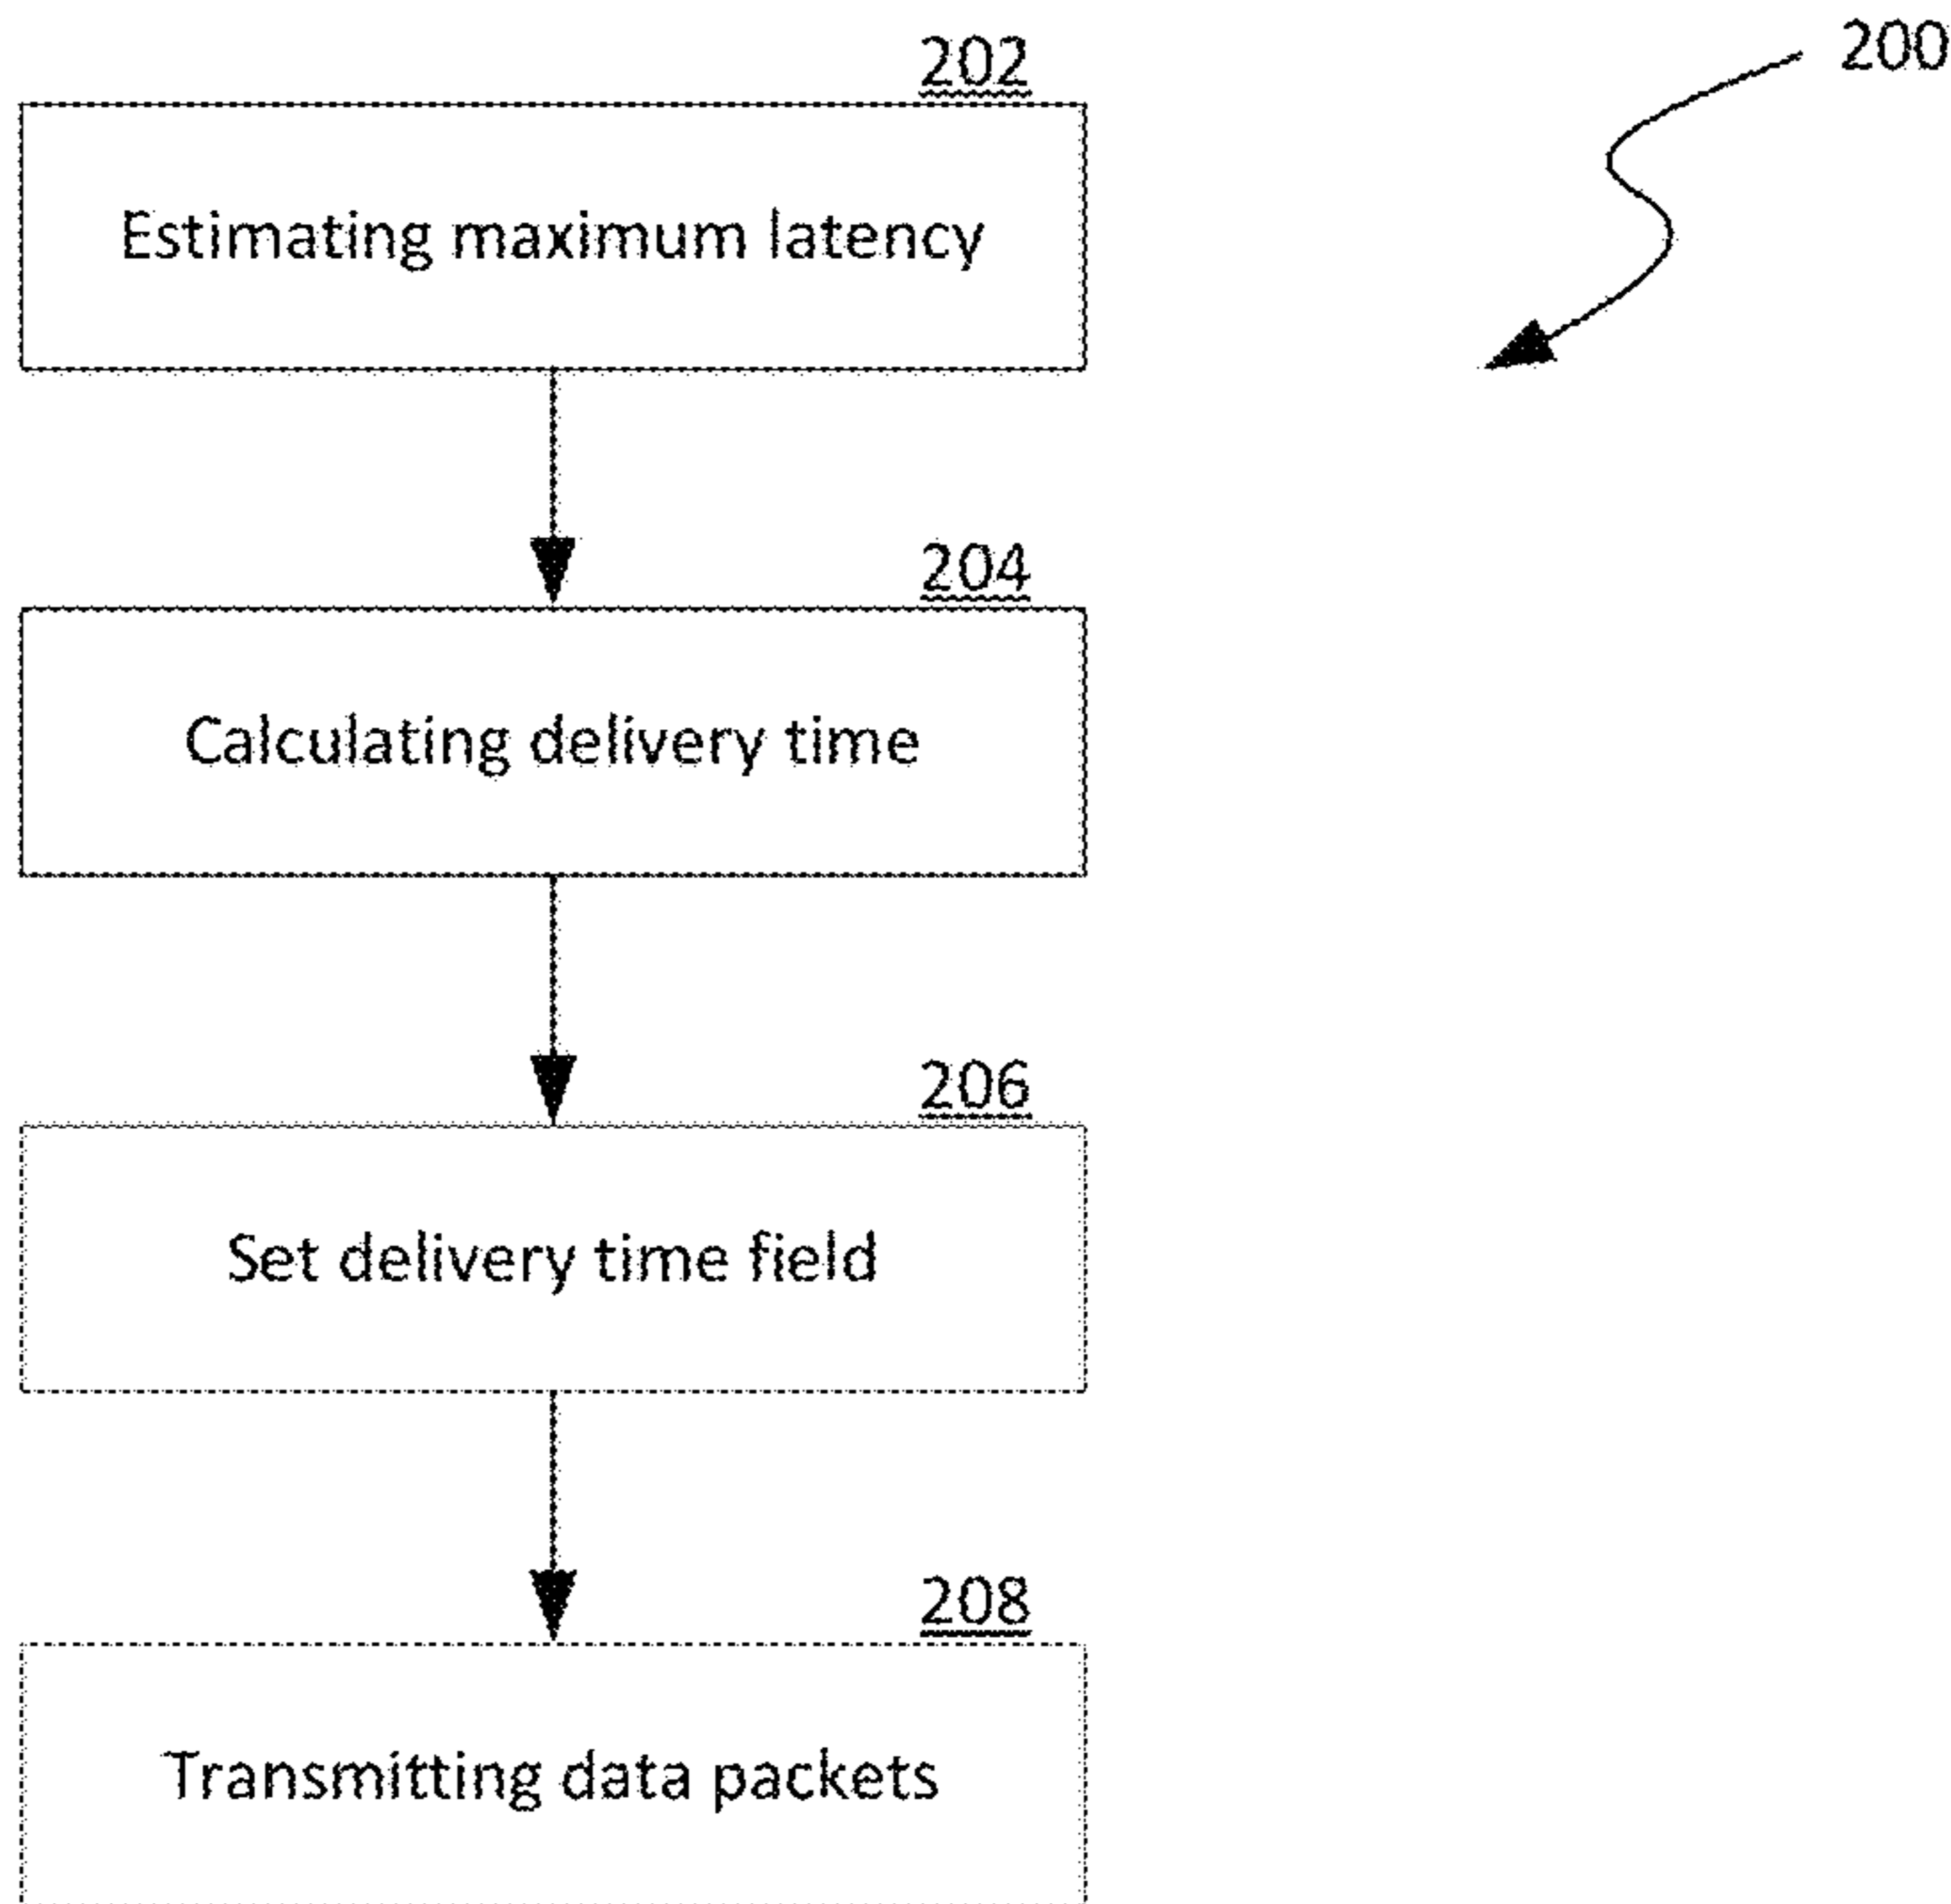 200
202
Estimating maximum latency
204
Calculating delivery time
206
Set delivery time field
208
Transmitting data packets